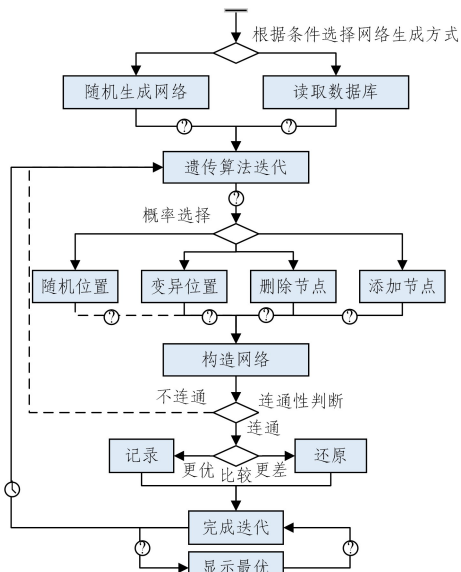 根据条件选择网络生成方式
随机生成网络
读取数据库
?
?
遗传算法迭代
?
概率选择
随机位置
变异位置
删除节点
添加节点
?
?
?
?
构造网络
不连通
连通性判断
连通
记录
还原
更优
比较
更差
完成迭代
?
?
显示最优